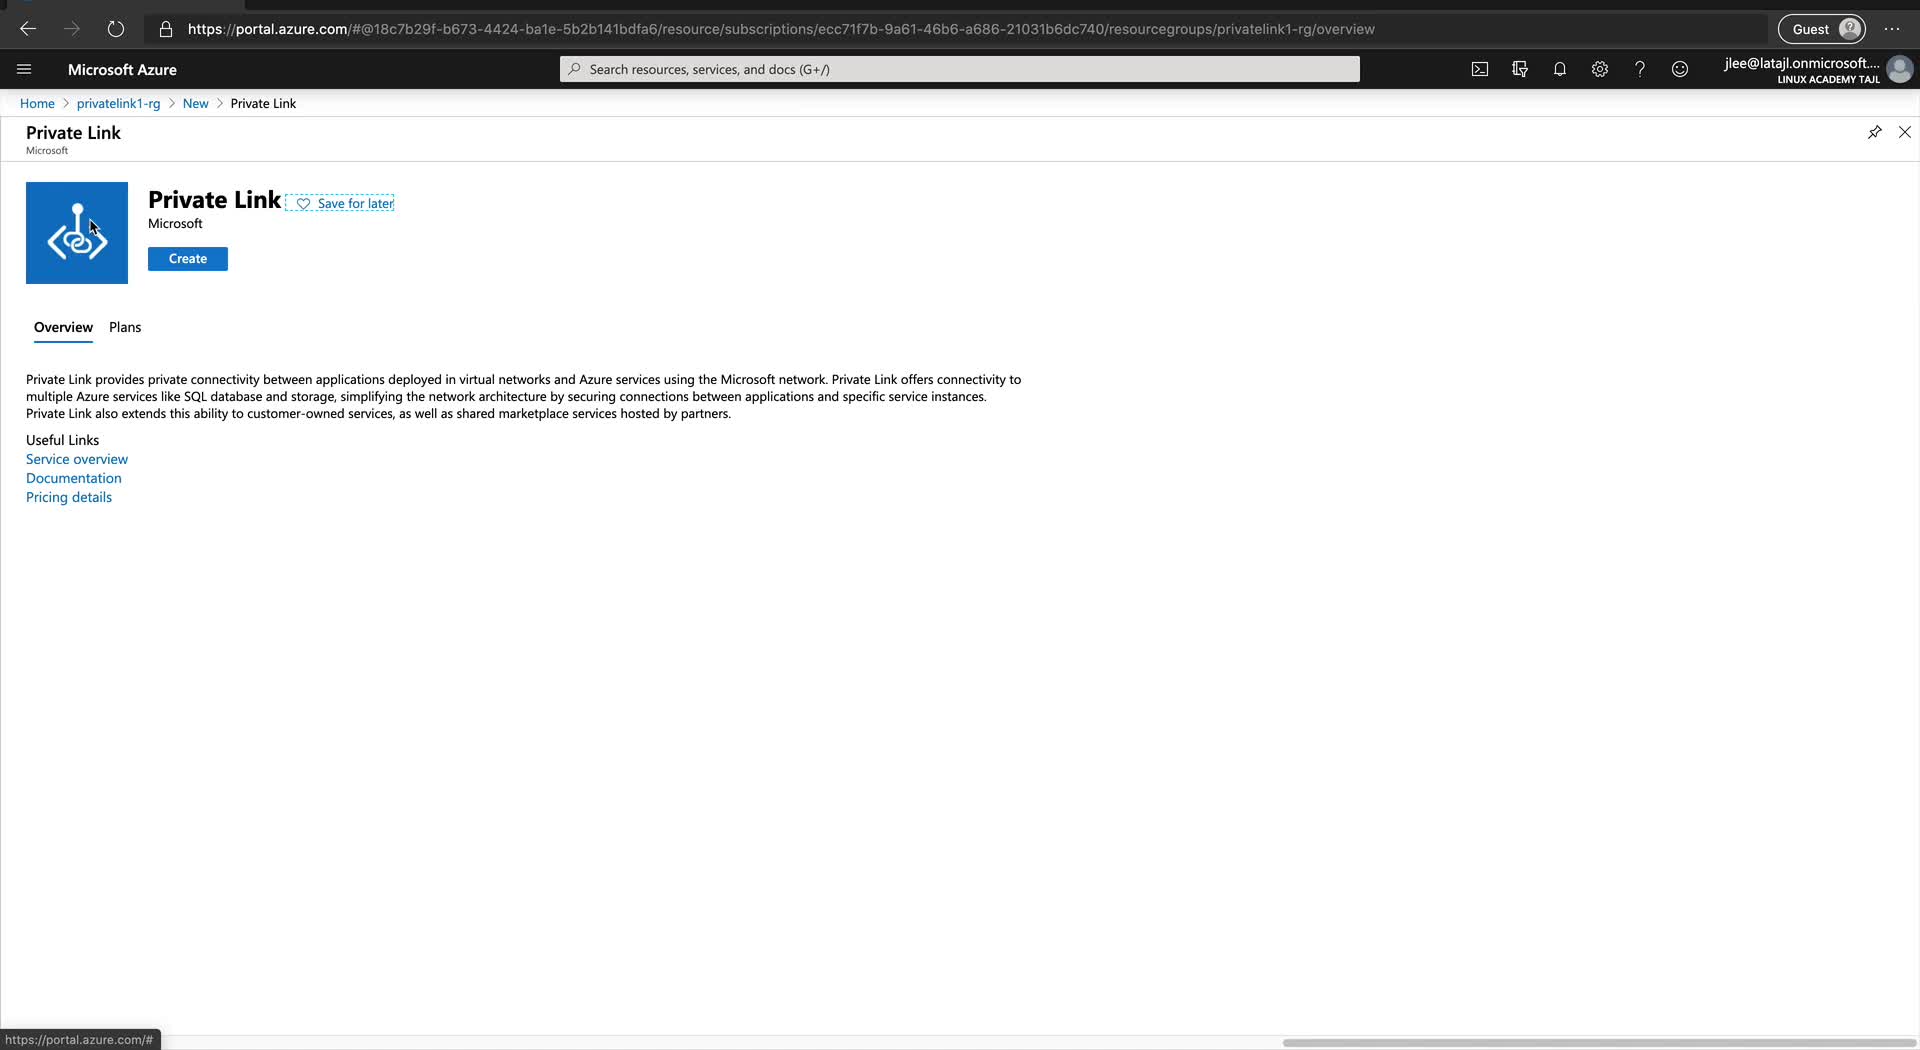 https://portal.azure.com/#@18c7b29f-b673-4424-ba1e-5b2b141bdfa6/resource/subscriptions/ecc71f7b-9a61-46b6-a686-21031b6dc740/resourcegroups/privatelink1-rg/overview
Guest
Microsoft Azure
Search resources, services, and docs (G+/)
jlee@latajl.onmicrosoft....
LINUX ACADEMY TAJL
Home > privatelink1-rg > New > Private Link
Private Link
Microsoft
Private Link
Save for later
Microsoft
Create
Overview Plans
Private Link provides private connectivity between applications deployed in virtual networks and Azure services using the Microsoft network. Private Link offers connectivity to
multiple Azure services like SQL database and storage, simplifying the network architecture by securing connections between applications and specific service instances.
Private Link also extends this ability to customer-owned services, as well as shared marketplace services hosted by partners.
Useful Links
Service overview
Documentation
Pricing details
https://portal.azure.com/#